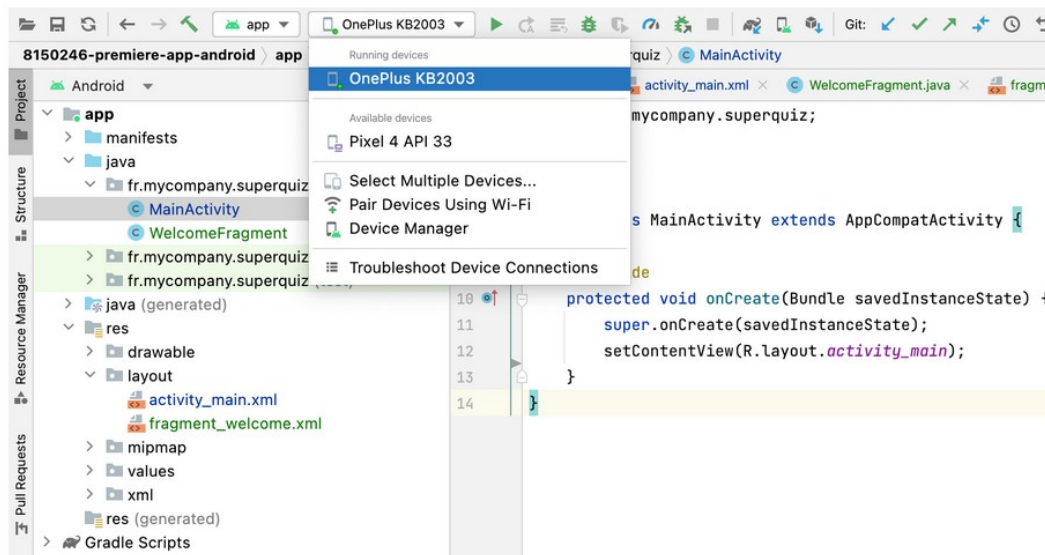 app
OnePlus KB2003
Git:
8150246-premiere-app-android
app
Running devices
OnePlus KB2003
Available devices
Pixel 4 API 33
Select Multiple Devices...
Pair Devices Using Wi-Fi
Device Manager
Troubleshoot Device Connections
rquiz
MainActivity
Project
Structure
Resource Manager
Pull Requests
Android
app
manifests
java
fr.mycompany.superquiz
MainActivity
WelcomeFragment
fr.mycompany.superquiz
fr.mycompany.superquiz
java (generated)
res
drawable
layout
activity_main.xml
fragment_welcome.xml
mipmap
values
xml
res (generated)
Gradle Scripts
activity_main.xml
WelcomeFragment.java
fragm
mycompany.superquiz;
s MainActivity extends AppCompatActivity {
de
10 protected void onCreate(Bundle savedInstanceState) {
11 super.onCreate(savedInstanceState);
12 setContentView(R.layout.activity_main);
13 }
14 }